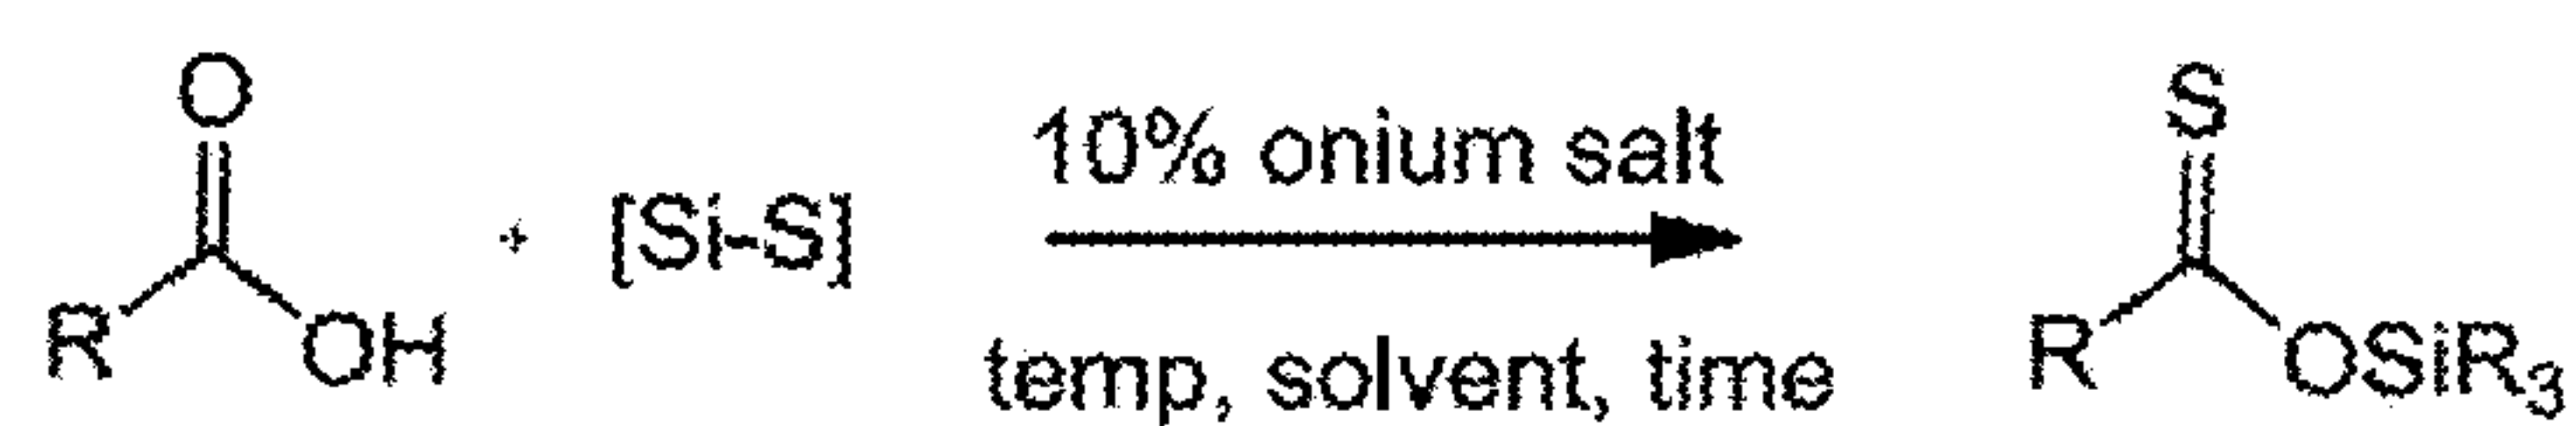 O
R
OH
+
[Si-S]
10% onium salt
temp, solvent, time
S
R
OSiR3